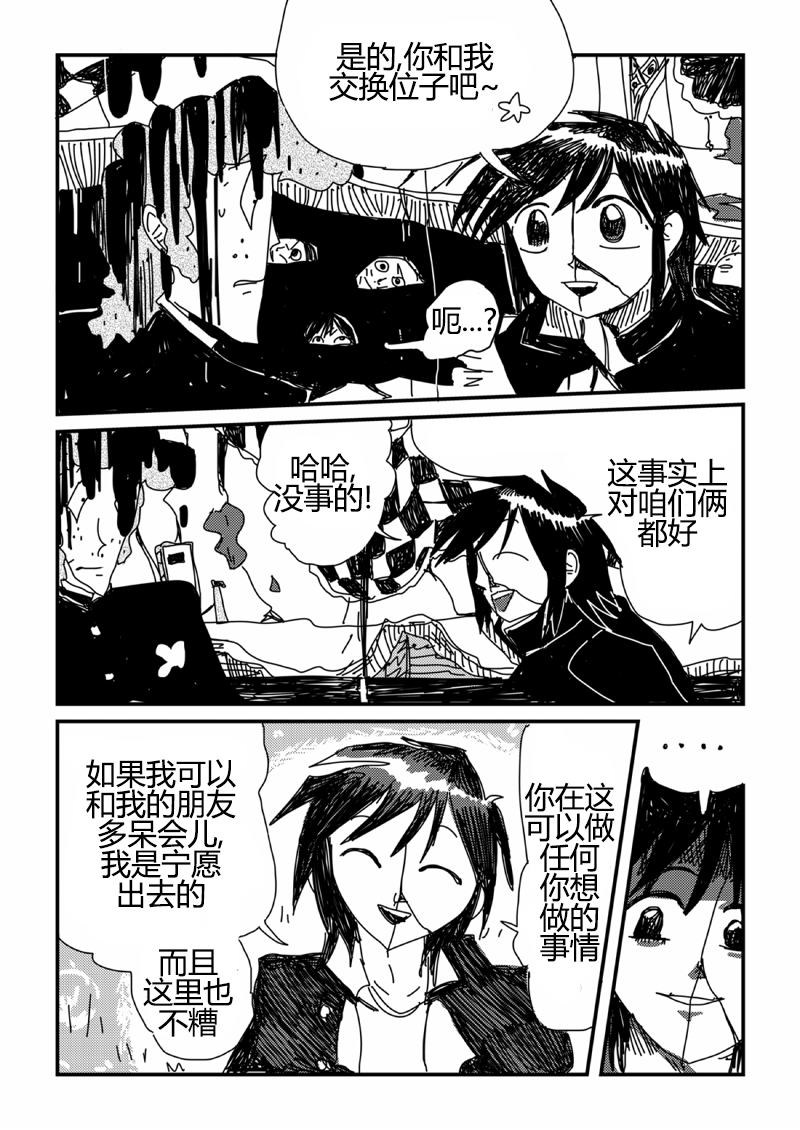 是的,你和我
交换位子吧~
呃...?
哈哈,
没事的!
这事实上
对咱们俩
都好
如果我可以
和我的朋友
多呆会儿,
我是宁愿
出去的
而且
这里也
不糟
你在这
可以做
任何
你想
做的
事情
....